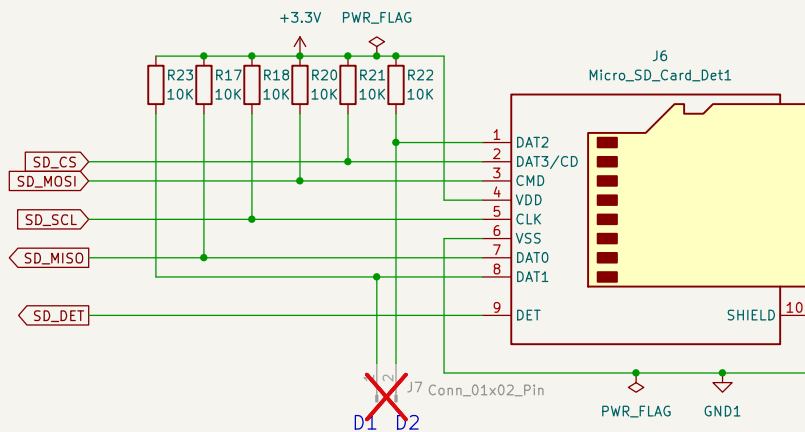 +3.3V PWR_FLAG
R23 R17 R18 R20 R21 R22
10K 10K 10K 10K 10K 10K
J6
Micro_SD_Card_Det1
1 DAT2
SD_CS 2 DAT3/CD
SD_MOSI 3 CMD
4 VDD
SD_SCL 5 CLK
6 VSS
SD_MISO 7 DAT0
8 DAT1
SD_DET 9 DET SHIELD 10
1 2 J7 Conn_01x02_Pin
D1 D2
PWR_FLAG GND1